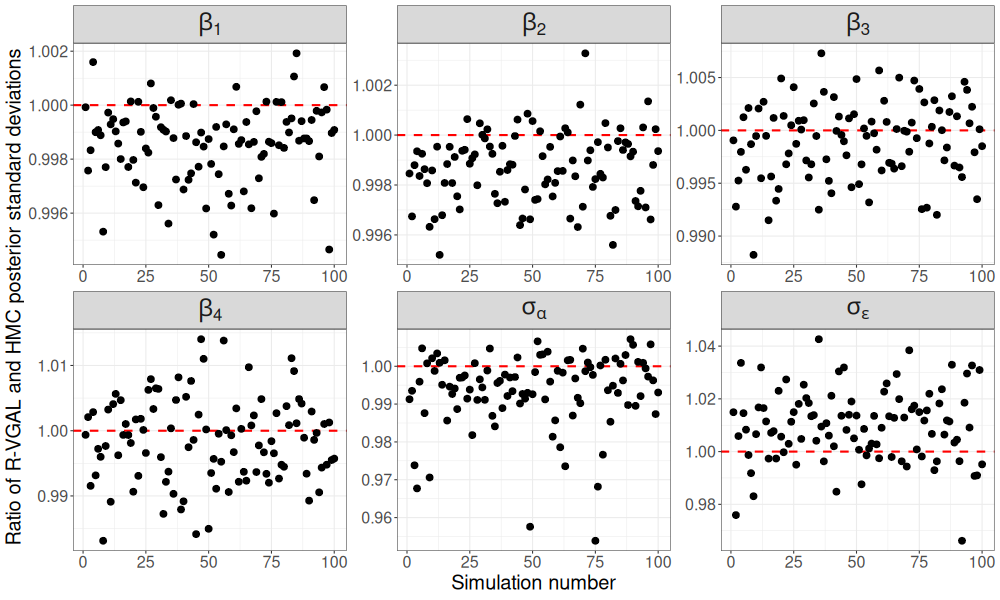 Ratio of R-VGAL and HMC posterior standard deviations
β₁
β₂
β₃
1.002
1.000
0.998
0.996
0 25 50 75 100
1.002
1.000
0.998
0.996
0 25 50 75 100
1.005
1.000
0.995
0.990
0 25 50 75 100
β₄
σα
σε
1.01
1.00
0.99
0 25 50 75 100
1.00
0.99
0.98
0.97
0.96
0 25 50 75 100
1.04
1.02
1.00
0.98
0 25 50 75 100
Simulation number